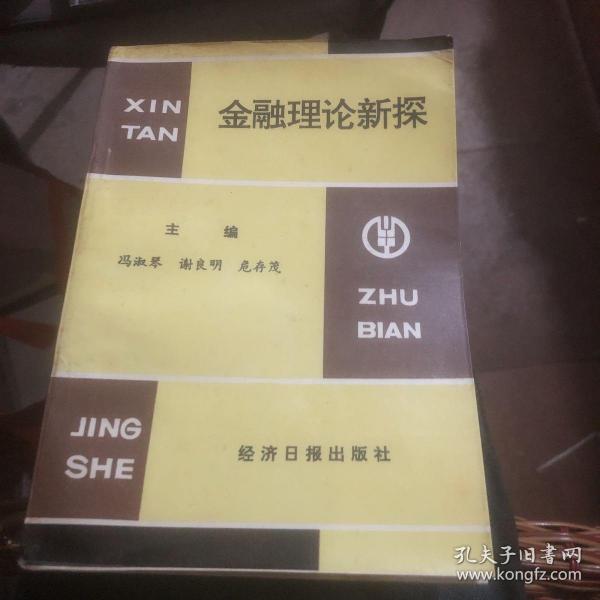 XIN
TAN
金融理论新探
主 编
冯淑琴 谢良明 危存茂
ZHU
BIAN
JING
SHE
经济日报出版社
孔夫子旧书网
www.kongfz.com